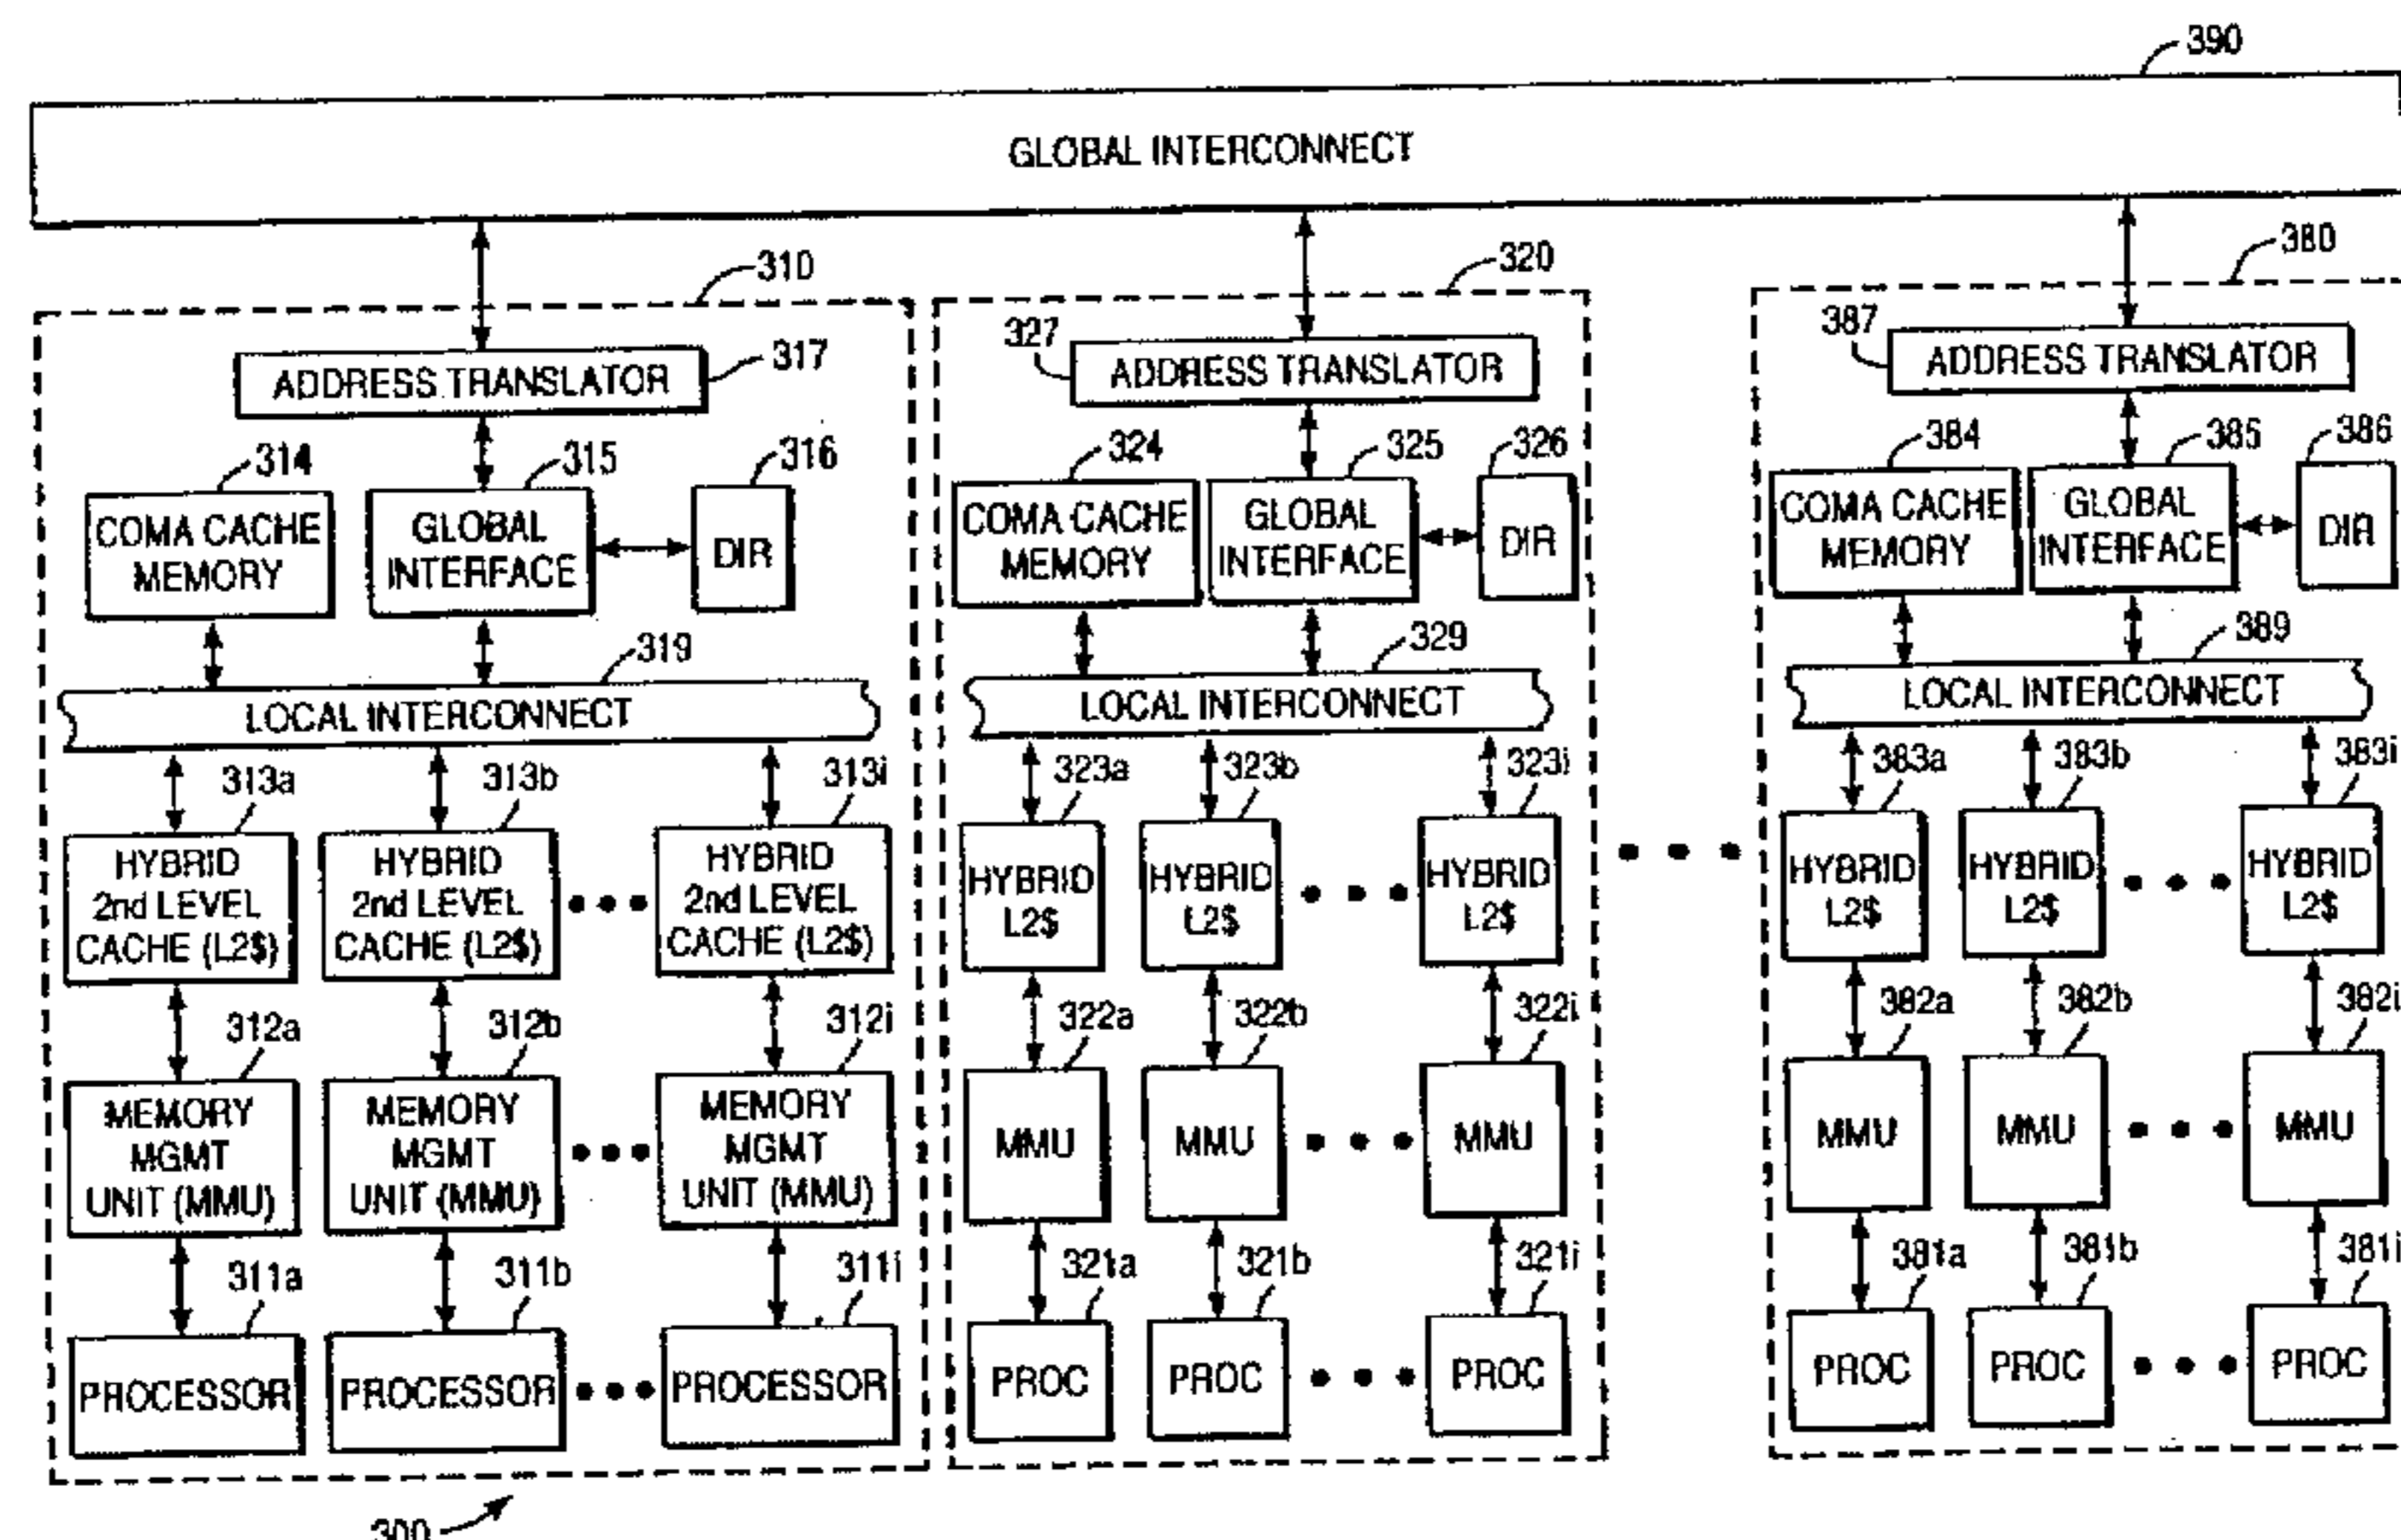 390
GLOBAL INTERCONNECT
310
320
380
ADDRESS TRANSLATOR
317
327
ADDRESS TRANSLATOR
387
ADDRESS TRANSLATOR
314
315
316
324
325
326
384
385
386
COMA CACHE
MEMORY
GLOBAL
INTERFACE
DIR
COMA CACHE
MEMORY
GLOBAL
INTERFACE
DIR
COMA CACHE
MEMORY
GLOBAL
INTERFACE
DIR
319
329
389
LOCAL INTERCONNECT
LOCAL INTERCONNECT
LOCAL INTERCONNECT
313a
313b
313i
323a
323b
323i
383a
383b
383i
HYBRID
2nd LEVEL
CACHE (L2$)
HYBRID
2nd LEVEL
CACHE (L2$)
HYBRID
2nd LEVEL
CACHE (L2$)
HYBRID
L2$
HYBRID
L2$
HYBRID
L2$
HYBRID
L2$
HYBRID
L2$
HYBRID
L2$
312a
312b
312i
322a
322b
322i
382a
382b
382i
MEMORY
MGMT
UNIT (MMU)
MEMORY
MGMT
UNIT (MMU)
MEMORY
MGMT
UNIT (MMU)
MMU
MMU
MMU
MMU
MMU
MMU
311a
311b
311i
321a
321b
321i
381a
381b
381i
PROCESSOR
PROCESSOR
PROCESSOR
PROC
PROC
PROC
PROC
PROC
PROC
300